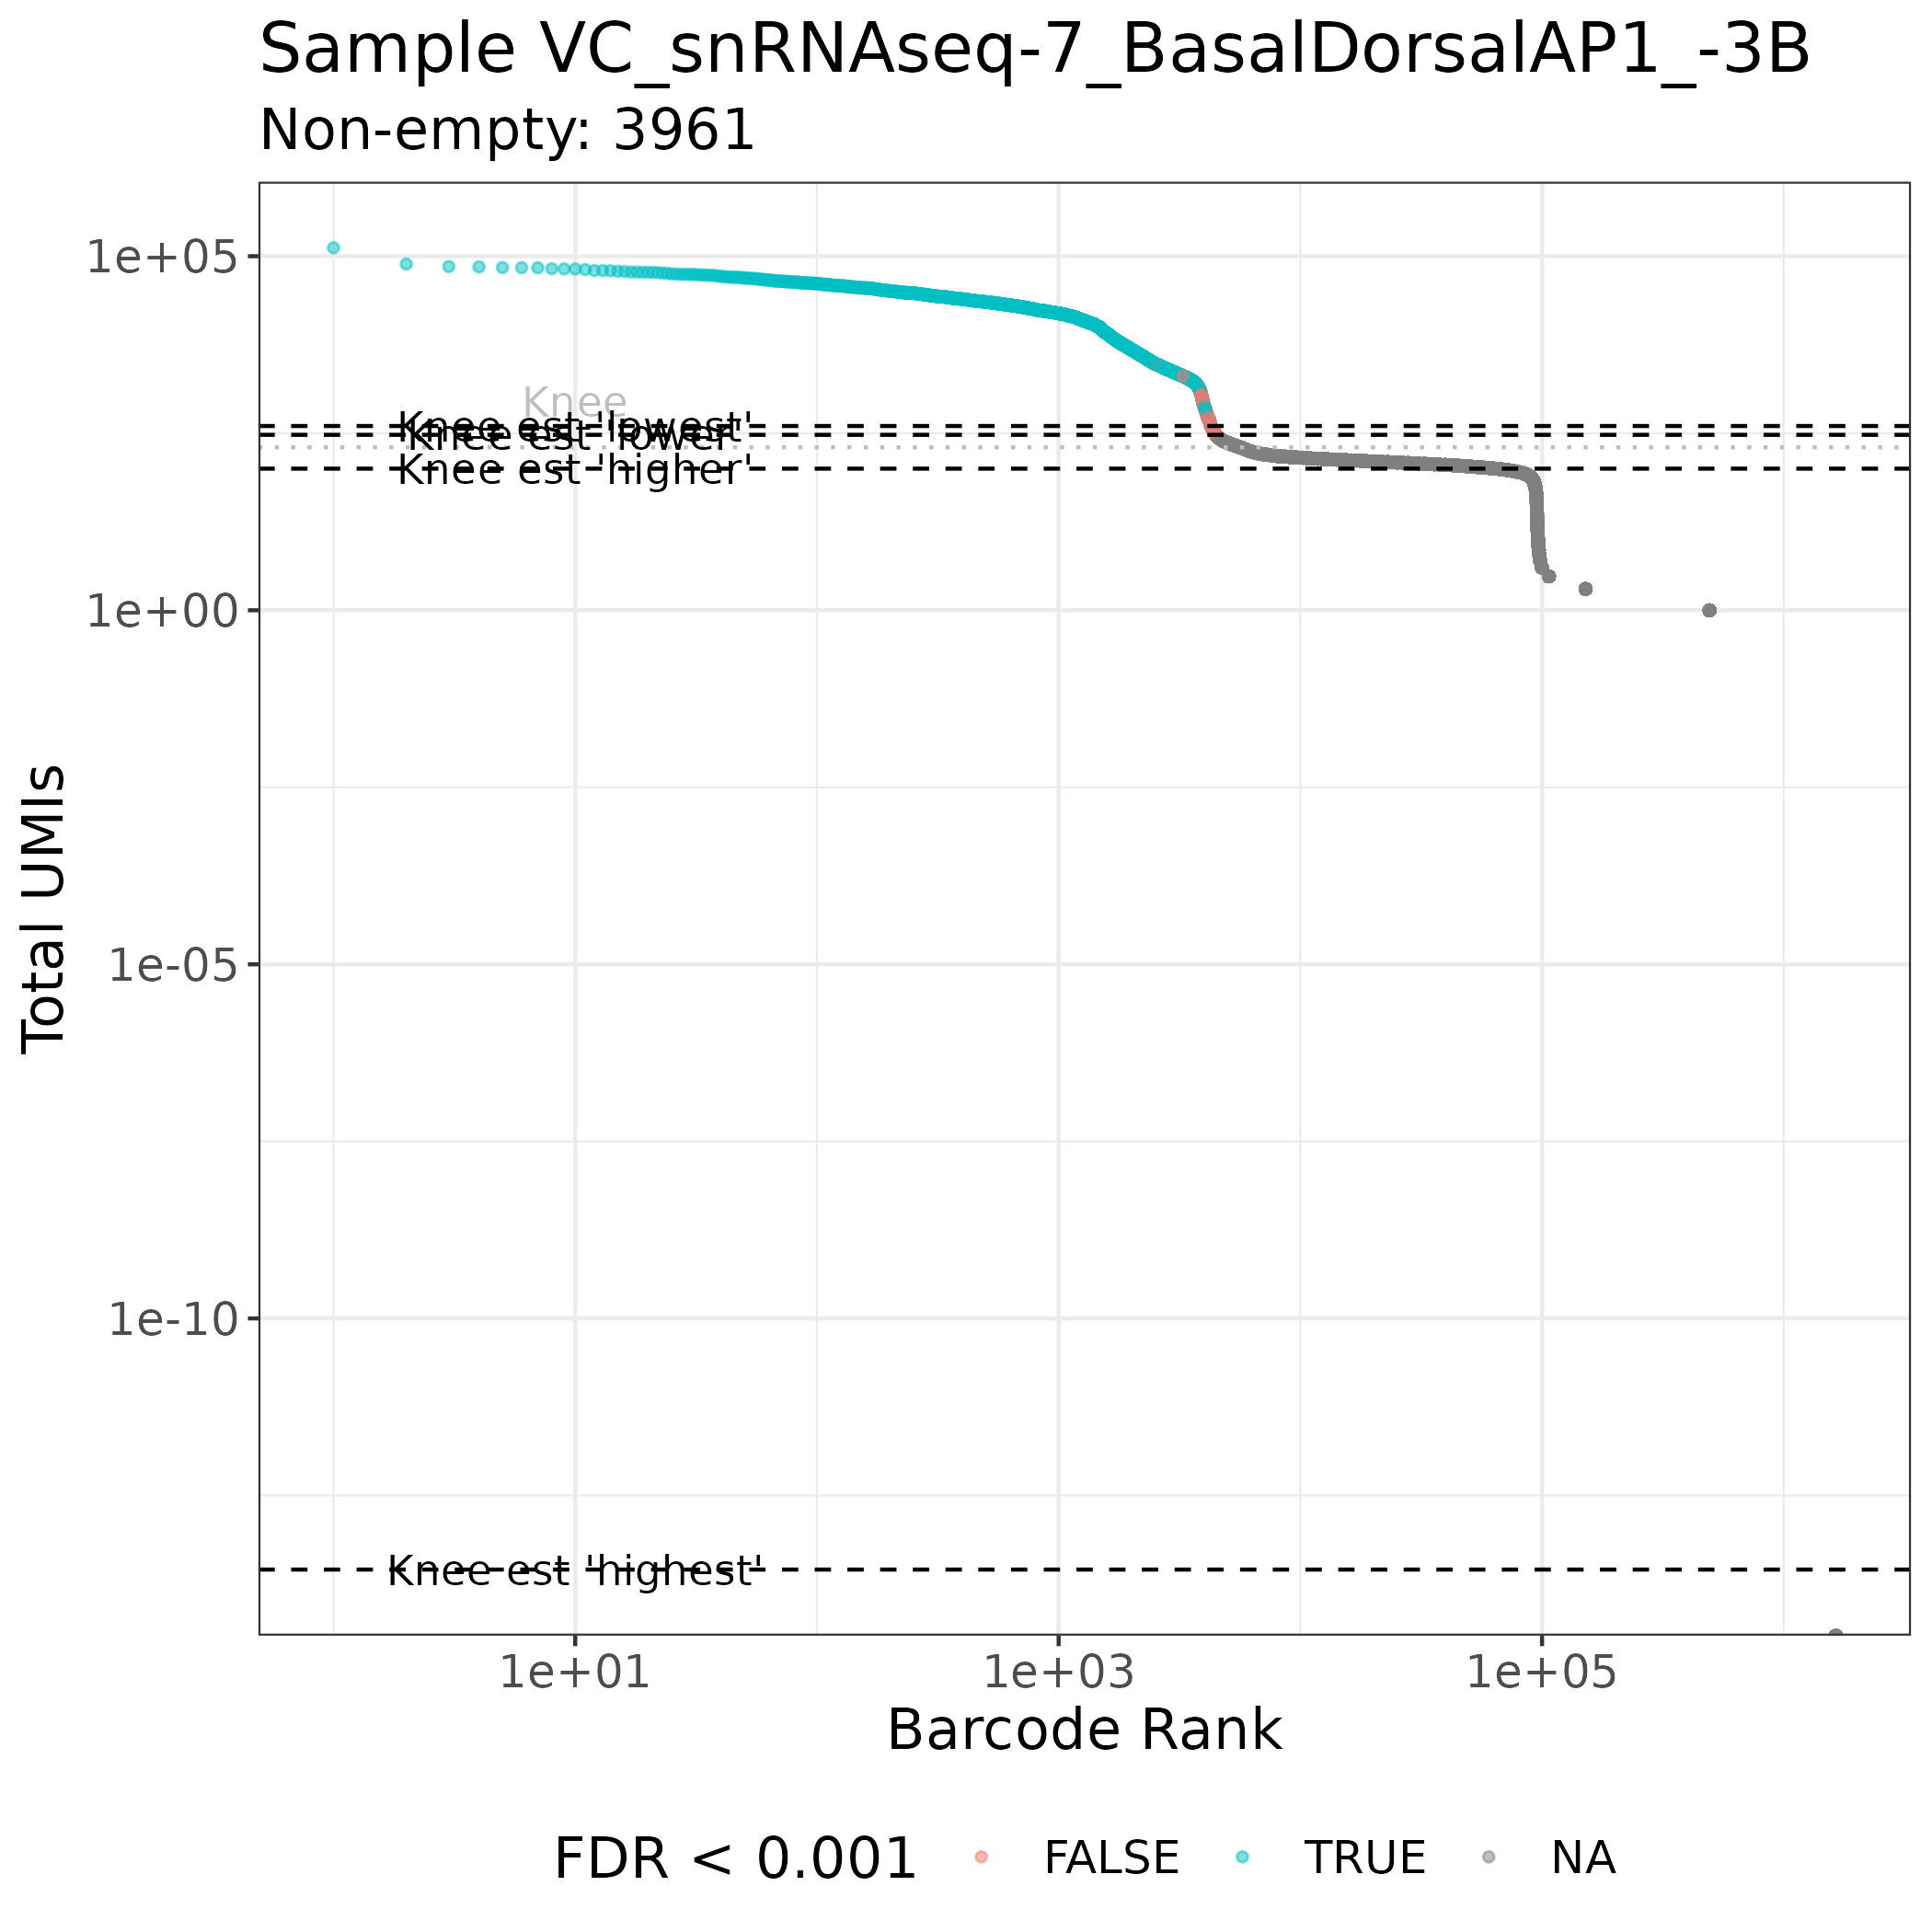 Sample VC_snRNAseq-7_BasalDorsalAP1_-3B
Non-empty: 3961
1e+05
Knee
Knee est 'lowest'
Knee est 'lower'
Knee est 'higher'
1e+00
Total UMIs
1e-05
1e-10
Knee est 'highest'
1e+01 1e+03 1e+05
Barcode Rank
FDR < 0.001 FALSE TRUE NA